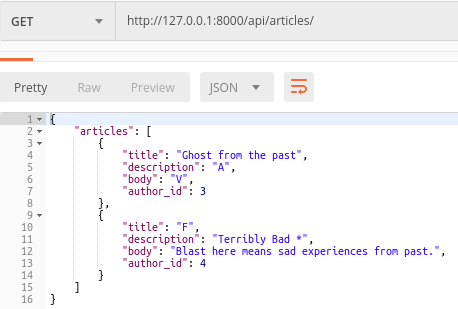 GET http://127.0.0.1:8000/api/articles/
Pretty Raw Preview JSON
1 {
2 "articles": [
3 {
4 "title": "Ghost from the past",
5 "description": "A",
6 "body": "V",
7 "author_id": 3
8 },
9 {
10 "title": "F",
11 "description": "Terribly Bad *",
12 "body": "Blast here means sad experiences from past.",
13 "author_id": 4
14 }
15 ]
16 }